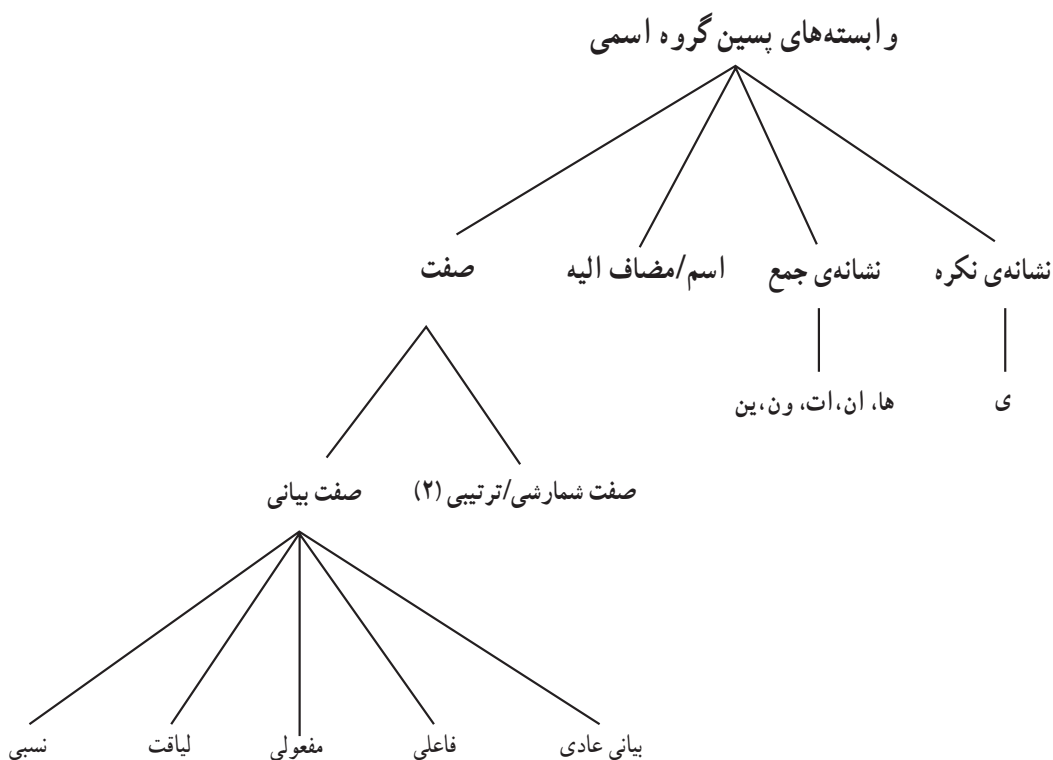 وابسته‌های پسین گروه اسمی
نشانه‌ی نکره
نشانه‌ی جمع
اسم/مضاف الیه
صفت
ی
ها، ان، ات، ون، ین
صفت شمارشی/ترتیبی (۲)
صفت بیانی
بیانی عادی
فاعلی
مفعولی
لیاقت
نسبی